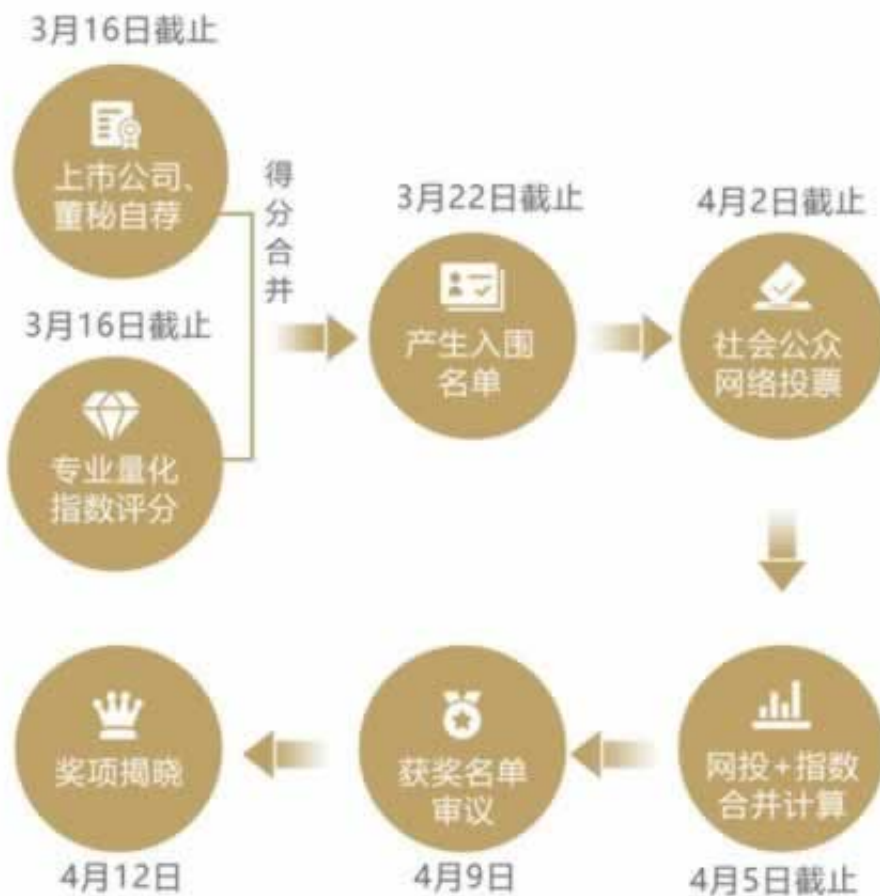 3月16日截止
上市公司、
董秘自荐
得分合并
3月16日截止
专业量化
指数评分
3月22日截止
产生入围
名单
4月2日截止
社会公众
网络投票
网投+指数
合并计算
4月5日截止
获奖名单
审议
4月9日
奖项揭晓
4月12日